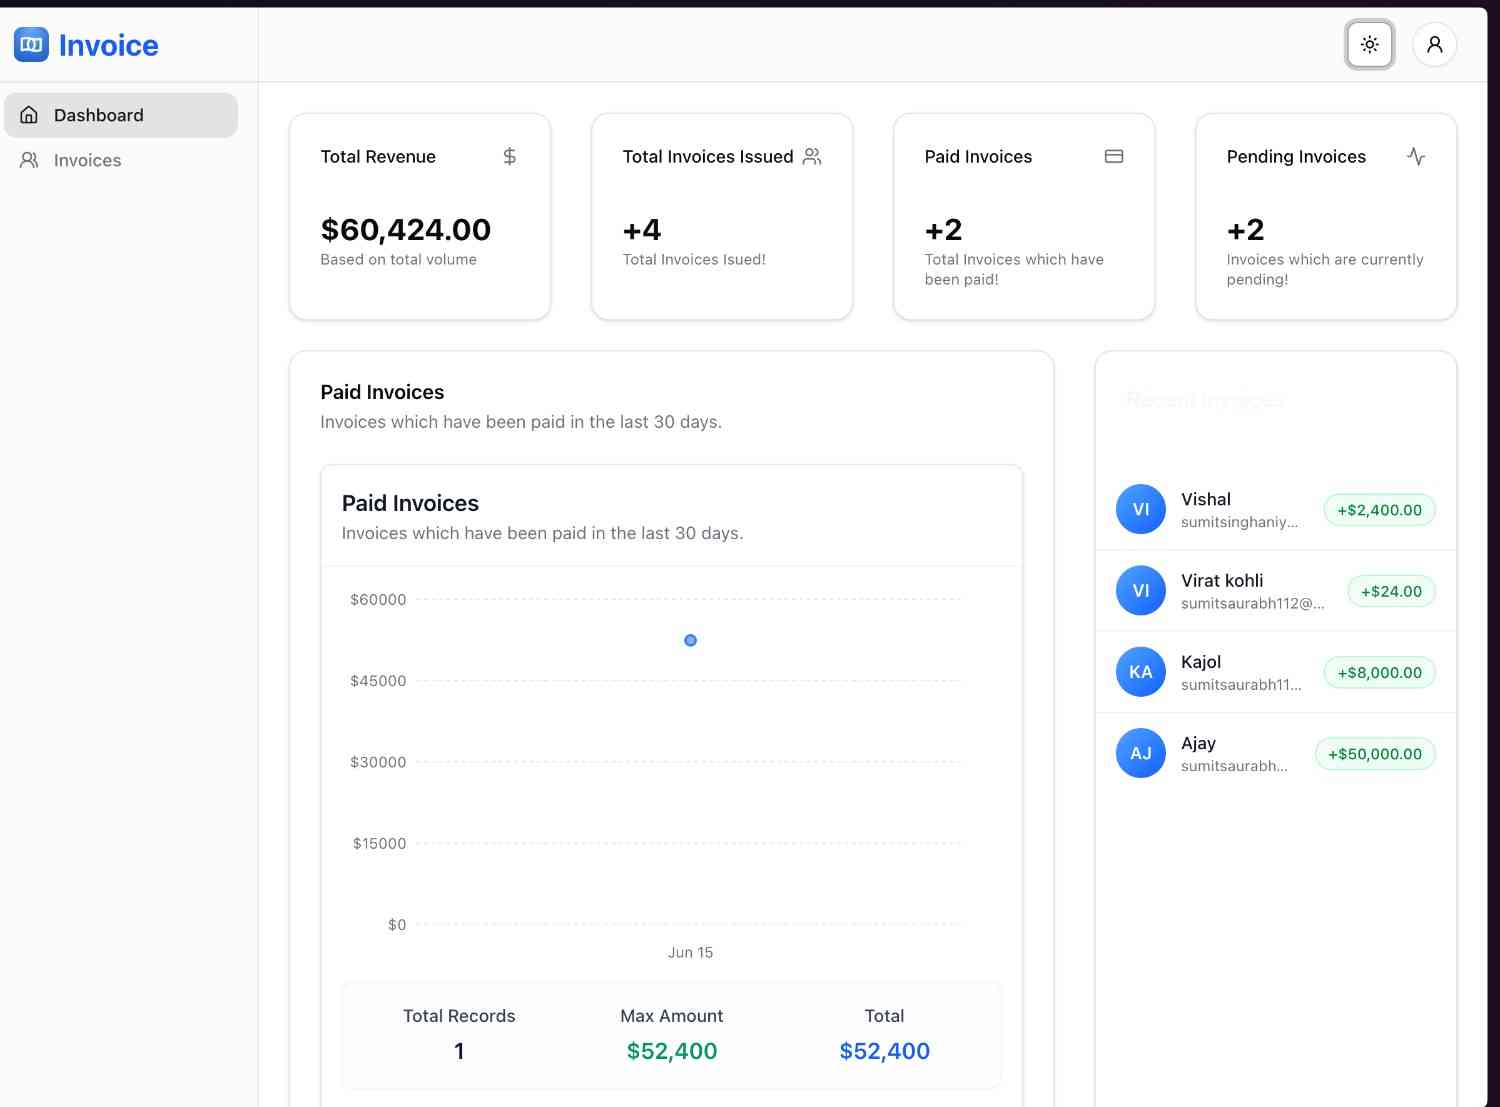 Invoice
Dashboard
Invoices
Total Revenue
$60,424.00
Based on total volume
Total Invoices Issued
+4
Total Invoices Isued!
Paid Invoices
+2
Total Invoices which have
been paid!
Pending Invoices
+2
Invoices which are currently
pending!
Paid Invoices
Invoices which have been paid in the last 30 days.
Paid Invoices
Invoices which have been paid in the last 30 days.
$60000
$45000
$30000
$15000
$0
Jun 15
Total Records
1
Max Amount
$52,400
Total
$52,400
Recent Invoices
VI
Vishal
sumitsinghaniy...
+$2,400.00
VI
Virat kohli
sumitsaurabh112@...
+$24.00
KA
Kajol
sumitsaurabh11...
+$8,000.00
AJ
Ajay
sumitsaurabh...
+$50,000.00